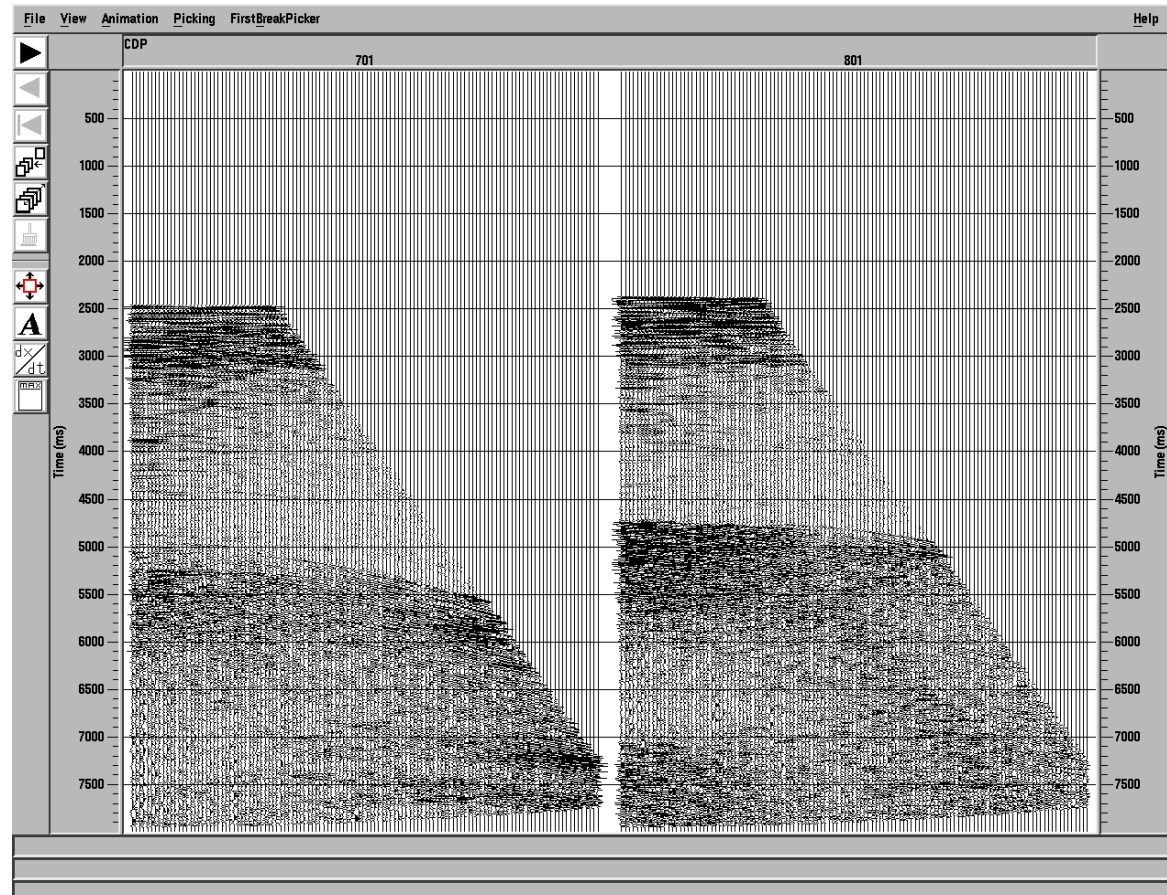 File View Animation Picking FirstBreakPicker Help
CDP
701 801
500 500
1000 1000
1500 1500
2000 2000
2500 2500
3000 3000
3500 3500
4000 4000
4500 4500
5000 5000
5500 5500
6000 6000
6500 6500
7000 7000
7500 7500
Time (ms) Time (ms)
A
dx/dt
max